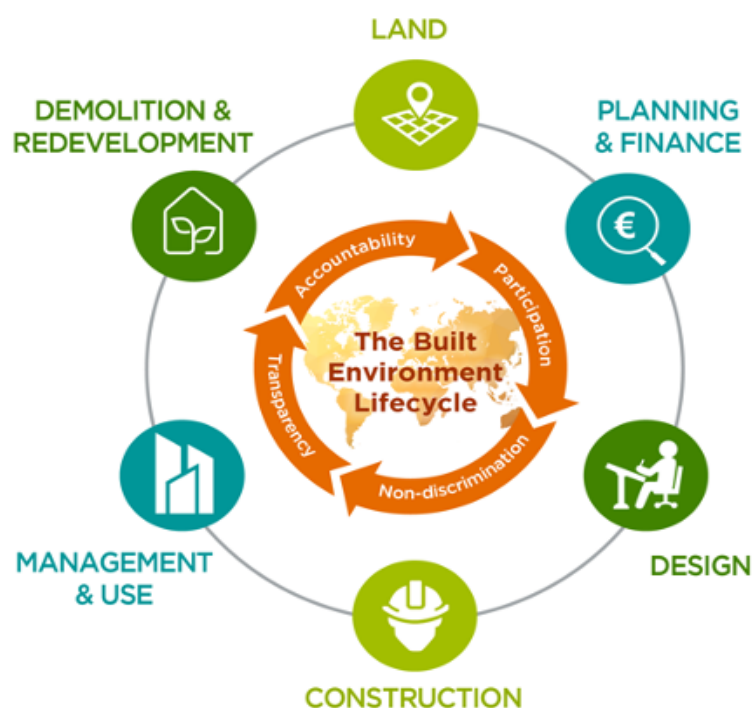 LAND
PLANNING
& FINANCE
DEMOLITION &
REDEVELOPMENT
€
Accountability
Participation
The Built
Environment
Lifecycle
Transparency
Non-discrimination
DESIGN
MANAGEMENT
& USE
CONSTRUCTION